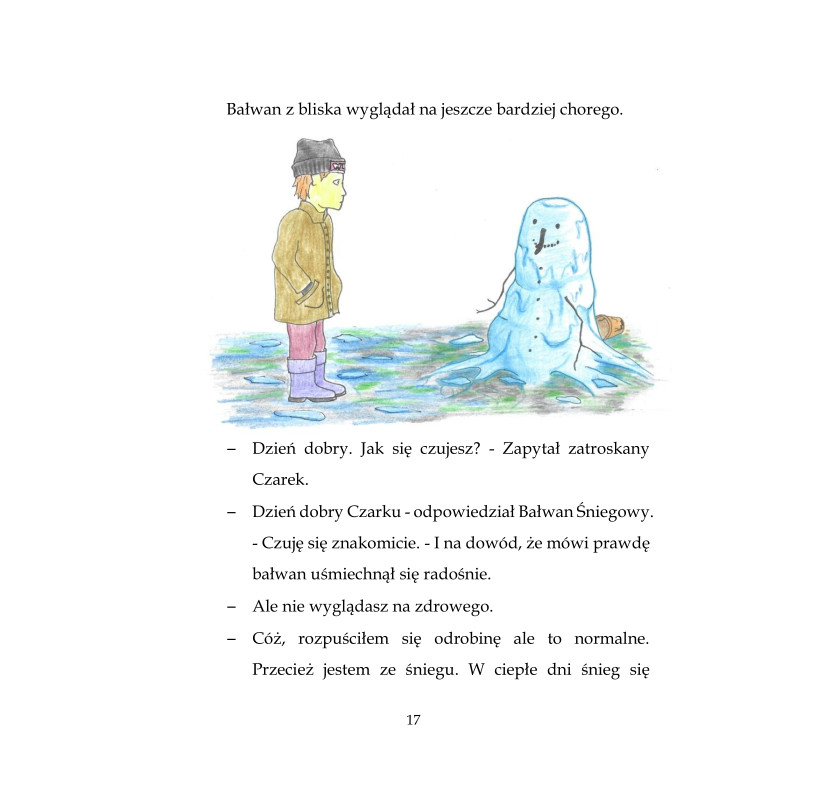 Bałwan z bliska wyglądał na jeszcze bardziej chorego.
– Dzień dobry. Jak się czujesz? - Zapytał zatroskany
Czarek.
– Dzień dobry Czarku - odpowiedział Bałwan Śniegowy.
- Czuję się znakomicie. - I na dowód, że mówi prawdę
bałwan uśmiechnął się radośnie.
– Ale nie wyglądasz na zdrowego.
– Cóż, rozpuściłem się odrobinę ale to normalne.
Przecież jestem ze śniegu. W ciepłe dni śnieg się
17